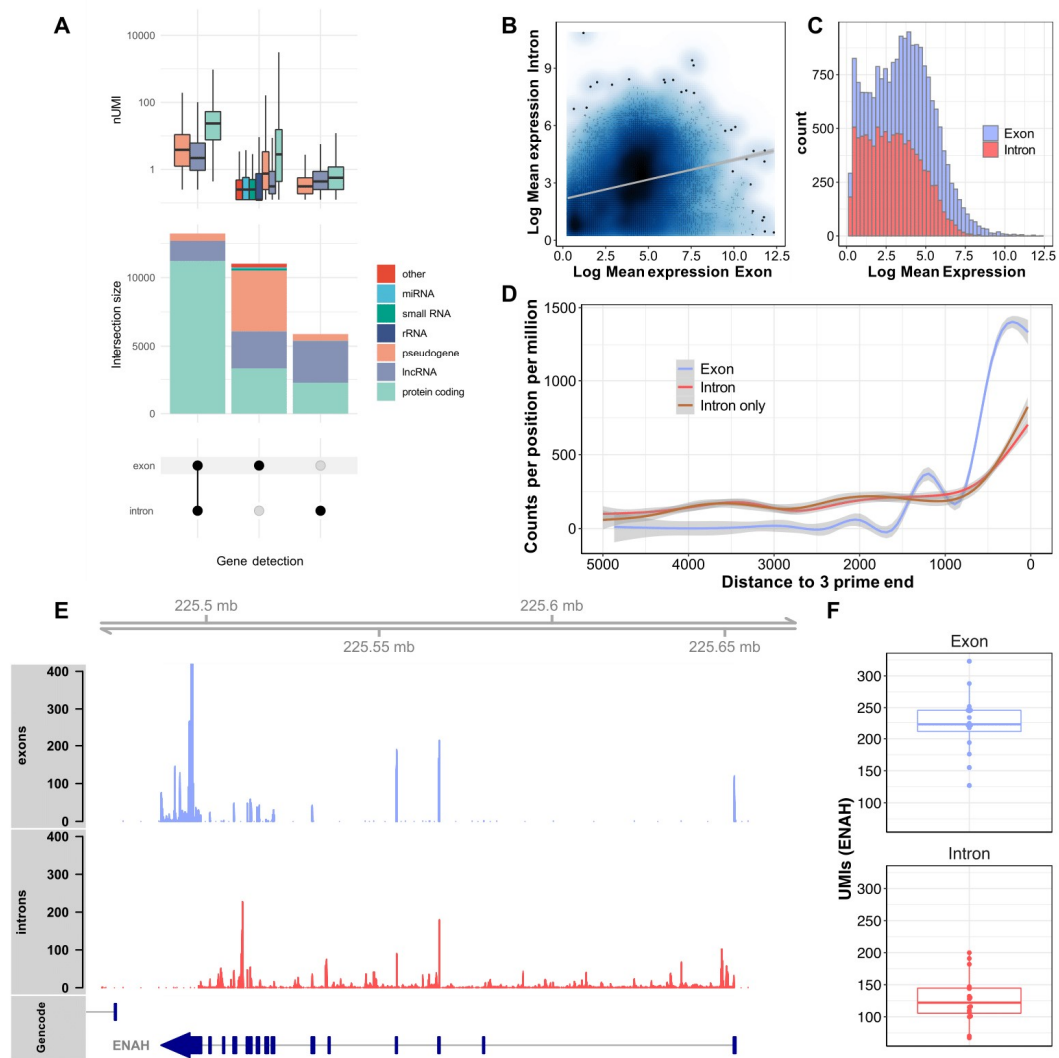 A
10000
100
1
nUMI
10000
5000
0
Intersection size
other
miRNA
small RNA
rRNA
pseudogene
lncRNA
protein coding
exon
intron
Gene detection
B
9
6
3
0
Log Mean expression Intron
0.0 2.5 5.0 7.5 10.0 12.5
Log Mean expression Exon
C
750
500
250
0
count
Exon
Intron
0.0 2.5 5.0 7.5 10.0 12.5
Log Mean Expression
D
1500
1000
500
0
Counts per position per million
Exon
Intron
Intron only
5000 4000 3000 2000 1000 0
Distance to 3 prime end
E
225.5 mb 225.6 mb
225.55 mb 225.65 mb
exons
400
300
200
100
0
introns
400
300
200
100
0
Gencode
ENAH
F
Exon
300
250
200
150
100
UMIs (ENAH)
Intron
300
250
200
150
100